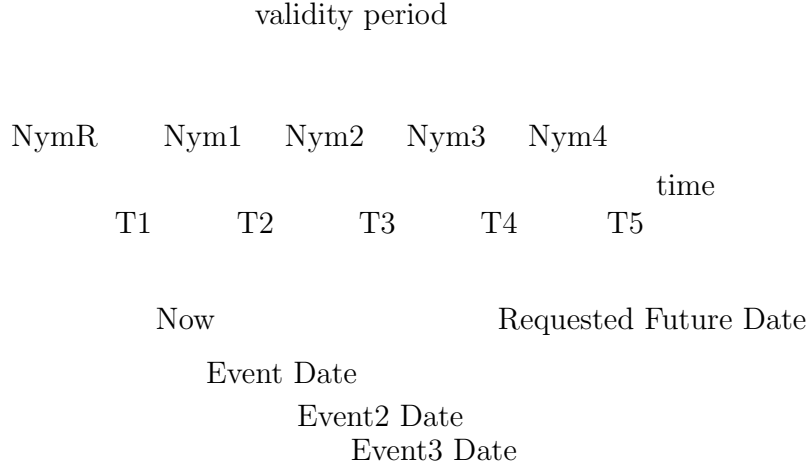 validity period
NymR Nym1 Nym2 Nym3 Nym4
time
T1 T2 T3 T4 T5
Now Requested Future Date
Event Date
Event2 Date
Event3 Date